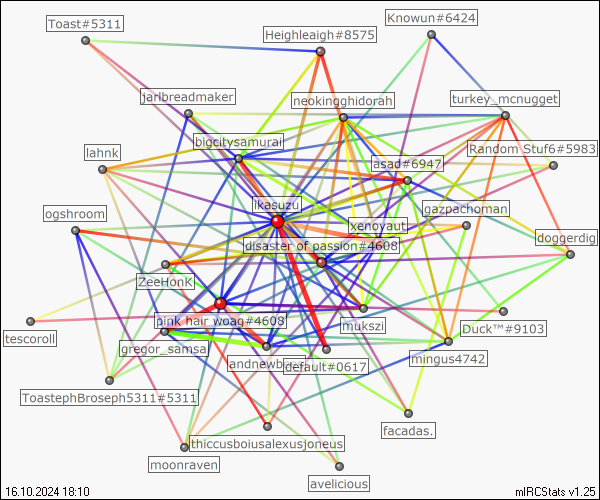 Toast#5311
Heighleaigh#8575
Knowun#6424
jarlbreadmaker
neokingghidorah
turkey_mcnugget
bigcitysamurai
Random_Stuf6#5983
lahnk
asad#6947
ikasuzu
ogshroom
xenoyaut
gazpachoman
disaster of passion#4608
doggerdig
ZeeHonk
tescoroll
pink hair woag#4608
mukszi
Duck™#9103
gregor_samsa
andnewb
default#0617
mingus4742
ToastephBroseph5311#5311
facadas.
thiccusboiusalexusjoneus
moonraven
avelicious
16.10.2024 18:10
mIRCStats v1.25